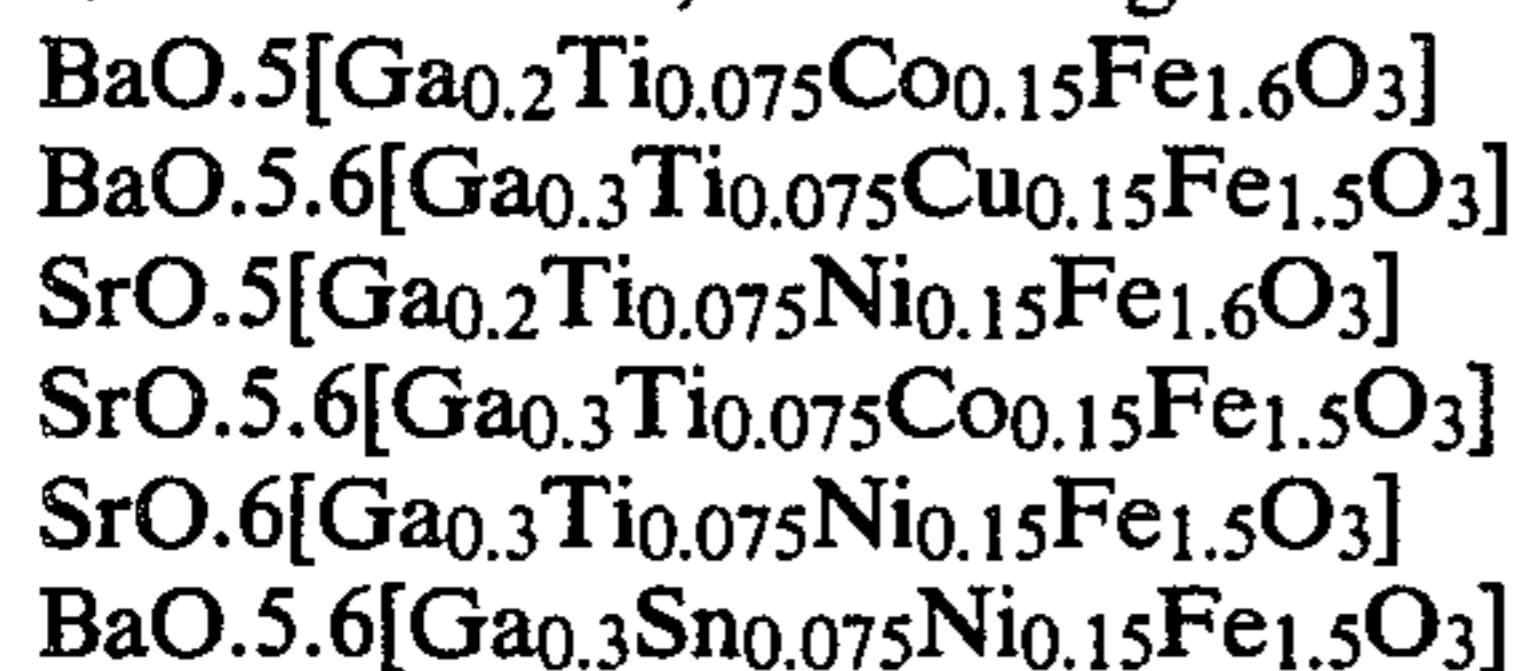 BaO.5[Ga0.2Ti0.075Co0.15Fe1.6O3]
BaO.5.6[Ga0.3Ti0.075Cu0.15Fe1.5O3]
SrO.5[Ga0.2Ti0.075Ni0.15Fe1.6O3]
SrO.5.6[Ga0.3Ti0.075Co0.15Fe1.5O3]
SrO.6[Ga0.3Ti0.075Ni0.15Fe1.5O3]
BaO.5.6[Ga0.3Sn0.075Ni0.15Fe1.5O3]